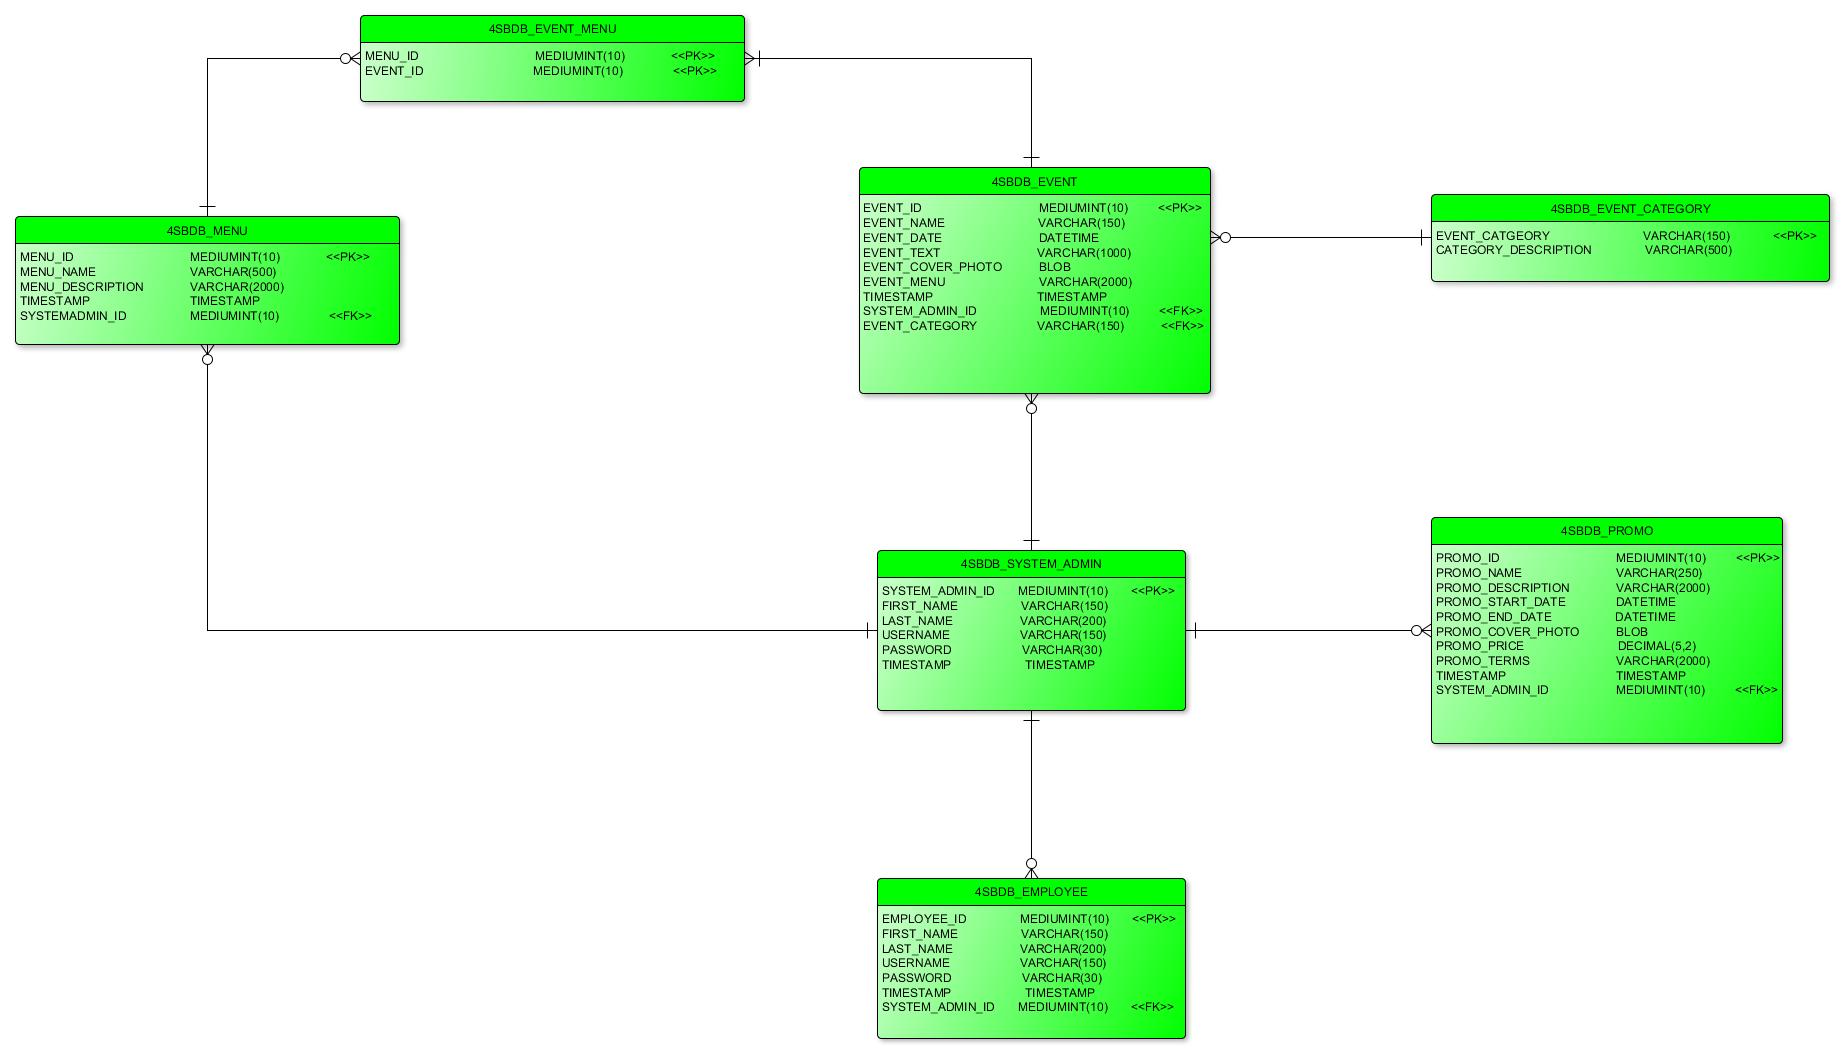 4SBDB_EVENT_MENU
MENU_ID MEDIUMINT(10) <<PK>>
EVENT_ID MEDIUMINT(10) <<PK>>
4SBDB_EVENT
EVENT_ID MEDIUMINT(10) <<PK>>
EVENT_NAME VARCHAR(150)
EVENT_DATE DATETIME
EVENT_TEXT VARCHAR(1000)
EVENT_COVER_PHOTO BLOB
EVENT_MENU VARCHAR(2000)
TIMESTAMP TIMESTAMP
SYSTEM_ADMIN_ID MEDIUMINT(10) <<FK>>
EVENT_CATEGORY VARCHAR(150) <<FK>>
4SBDB_EVENT_CATEGORY
EVENT_CATGEORY VARCHAR(150) <<PK>>
CATEGORY_DESCRIPTION VARCHAR(500)
4SBDB_MENU
MENU_ID MEDIUMINT(10) <<PK>>
MENU_NAME VARCHAR(500)
MENU_DESCRIPTION VARCHAR(2000)
TIMESTAMP TIMESTAMP
SYSTEMADMIN_ID MEDIUMINT(10) <<FK>>
4SBDB_SYSTEM_ADMIN
SYSTEM_ADMIN_ID MEDIUMINT(10) <<PK>>
FIRST_NAME VARCHAR(150)
LAST_NAME VARCHAR(200)
USERNAME VARCHAR(150)
PASSWORD VARCHAR(30)
TIMESTAMP TIMESTAMP
4SBDB_PROMO
PROMO_ID MEDIUMINT(10) <<PK>>
PROMO_NAME VARCHAR(250)
PROMO_DESCRIPTION VARCHAR(2000)
PROMO_START_DATE DATETIME
PROMO_END_DATE DATETIME
PROMO_COVER_PHOTO BLOB
PROMO_PRICE DECIMAL(5,2)
PROMO_TERMS VARCHAR(2000)
TIMESTAMP TIMESTAMP
SYSTEM_ADMIN_ID MEDIUMINT(10) <<FK>>
4SBDB_EMPLOYEE
EMPLOYEE_ID MEDIUMINT(10) <<PK>>
FIRST_NAME VARCHAR(150)
LAST_NAME VARCHAR(200)
USERNAME VARCHAR(150)
PASSWORD VARCHAR(30)
TIMESTAMP TIMESTAMP
SYSTEM_ADMIN_ID MEDIUMINT(10) <<FK>>